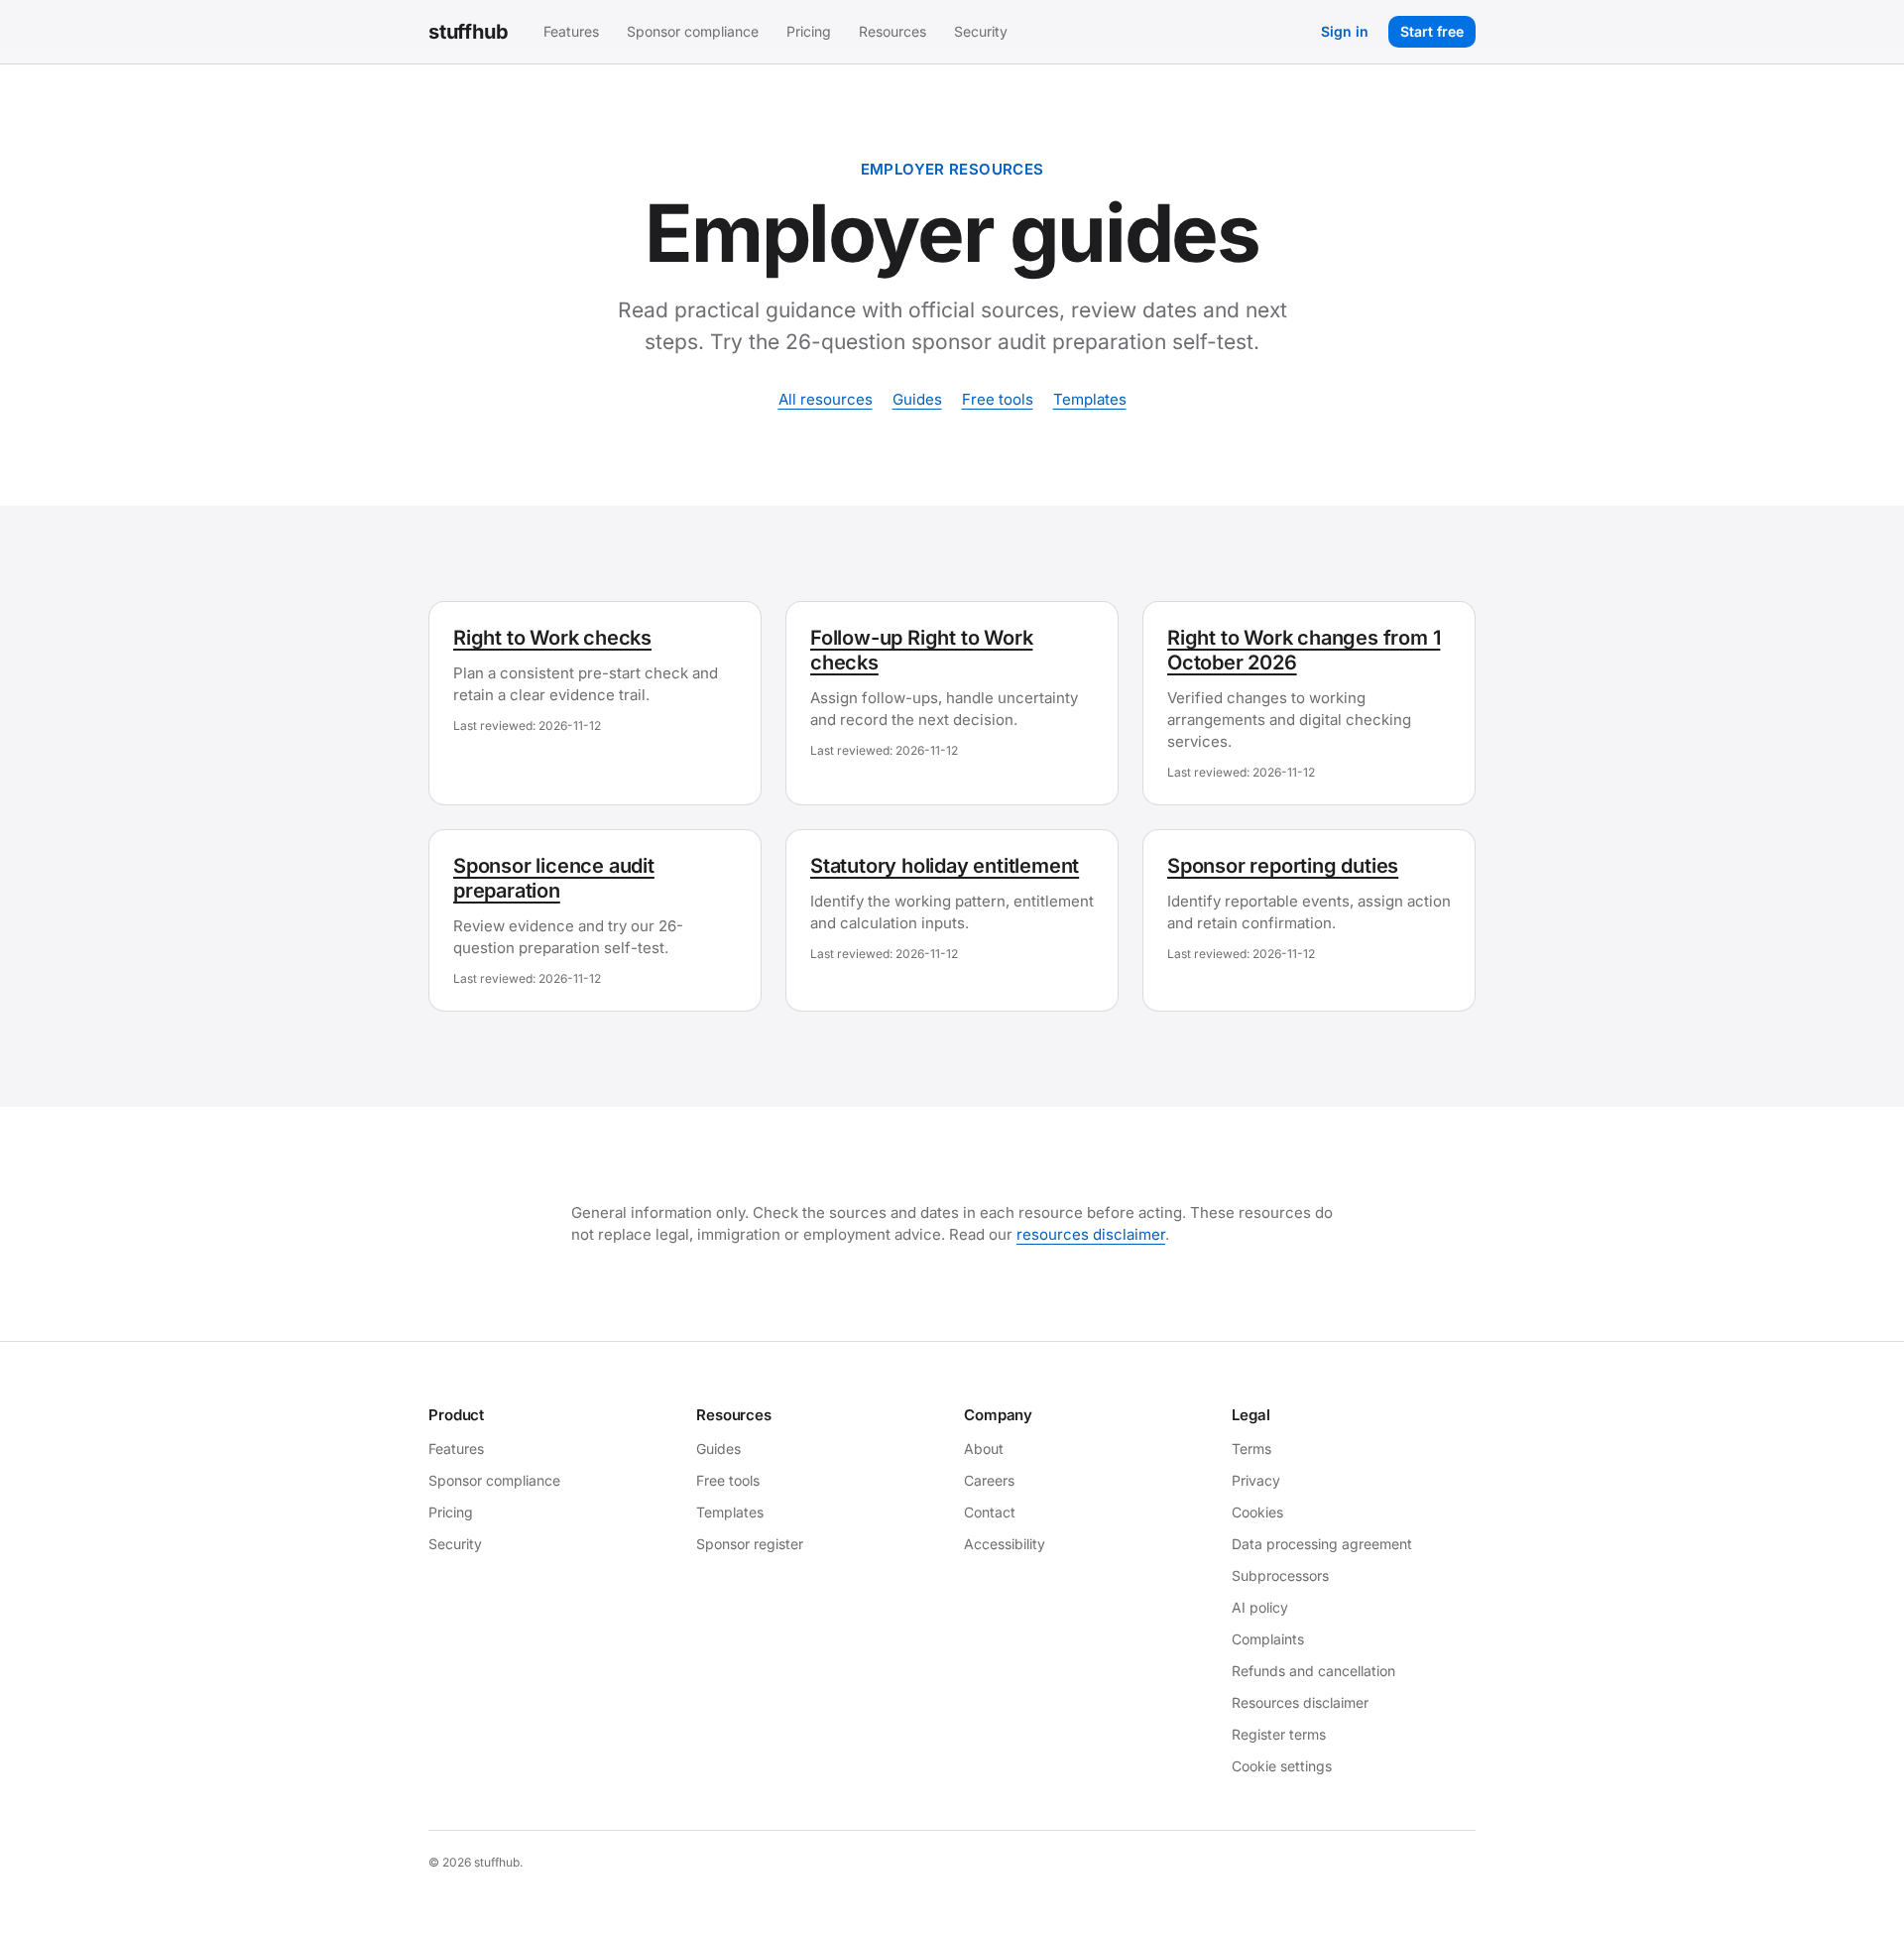 stuffhub
Features
Sponsor compliance
Pricing
Resources
Security
Sign in
Start free
EMPLOYER RESOURCES
Employer guides
Read practical guidance with official sources, review dates and next
steps. Try the 26-question sponsor audit preparation self-test.
All resources
Guides
Free tools
Templates
Right to Work checks
Plan a consistent pre-start check and
retain a clear evidence trail.
Last reviewed: 2026-11-12
Follow-up Right to Work
checks
Assign follow-ups, handle uncertainty
and record the next decision.
Last reviewed: 2026-11-12
Right to Work changes from 1
October 2026
Verified changes to working
arrangements and digital checking
services.
Last reviewed: 2026-11-12
Sponsor licence audit
preparation
Review evidence and try our 26-
question preparation self-test.
Last reviewed: 2026-11-12
Statutory holiday entitlement
Identify the working pattern, entitlement
and calculation inputs.
Last reviewed: 2026-11-12
Sponsor reporting duties
Identify reportable events, assign action
and retain confirmation.
Last reviewed: 2026-11-12
General information only. Check the sources and dates in each resource before acting. These resources do
not replace legal, immigration or employment advice. Read our resources disclaimer.
Product
Features
Sponsor compliance
Pricing
Security
Resources
Guides
Free tools
Templates
Sponsor register
Company
About
Careers
Contact
Accessibility
Legal
Terms
Privacy
Cookies
Data processing agreement
Subprocessors
AI policy
Complaints
Refunds and cancellation
Resources disclaimer
Register terms
Cookie settings
© 2026 stuffhub.